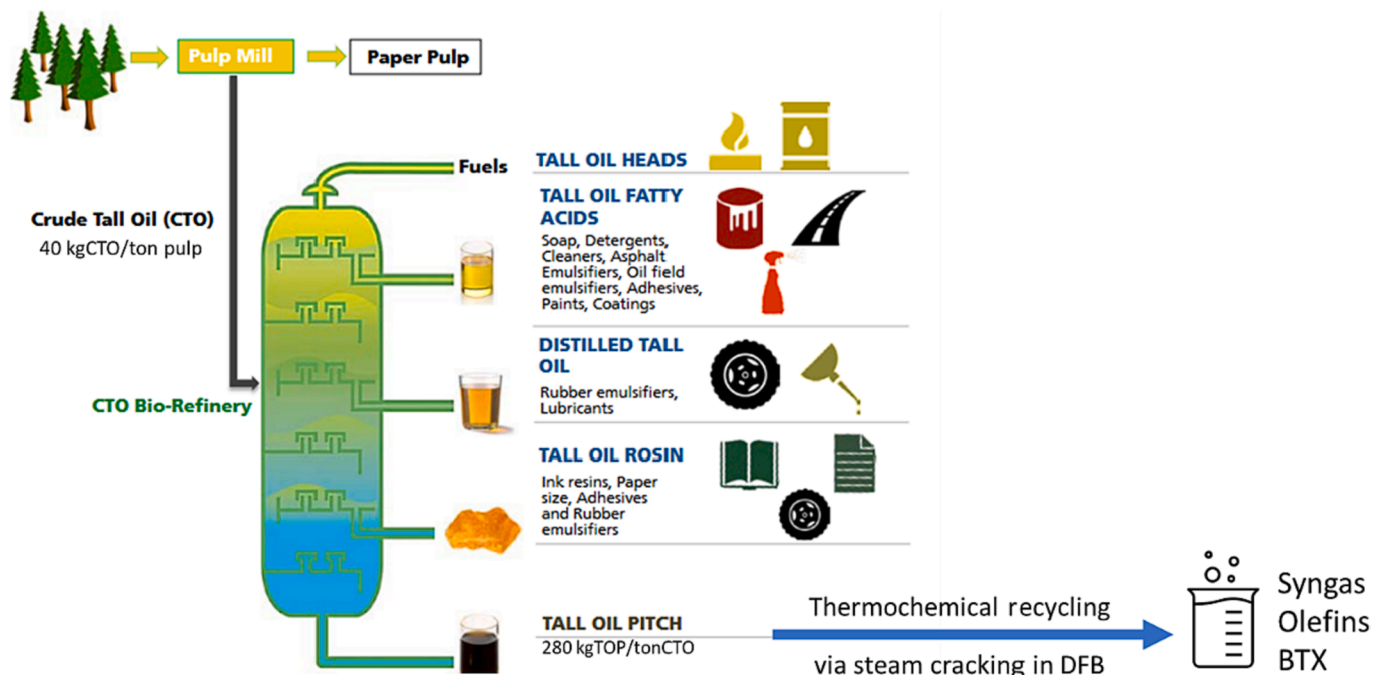 Pulp Mill
Paper Pulp
Fuels
Crude Tall Oil (CTO)
40 kgCTO/ton pulp
CTO Bio-Refinery
TALL OIL HEADS
TALL OIL FATTY
ACIDS
Soap, Detergents,
Cleaners, Asphalt
Emulsifiers, Oil field
emulsifiers, Adhesives,
Paints, Coatings
DISTILLED TALL
OIL
Rubber emulsifiers,
Lubricants
TALL OIL ROSIN
Ink resins, Paper
size, Adhesives
and Rubber
emulsifiers
TALL OIL PITCH
280 kgTOP/tonCTO
Thermochemical recycling
via steam cracking in DFB
Syngas
Olefins
BTX